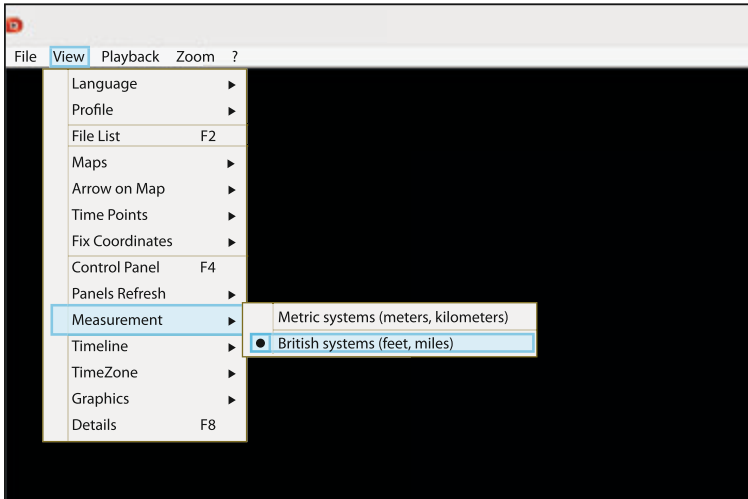 File View Playback Zoom ?
Language
Profile
File List F2
Maps
Arrow on Map
Time Points
Fix Coordinates
Control Panel F4
Panels Refresh
Measurement
Metric systems (meters, kilometers)
British systems (feet, miles)
Timeline
TimeZone
Graphics
Details F8